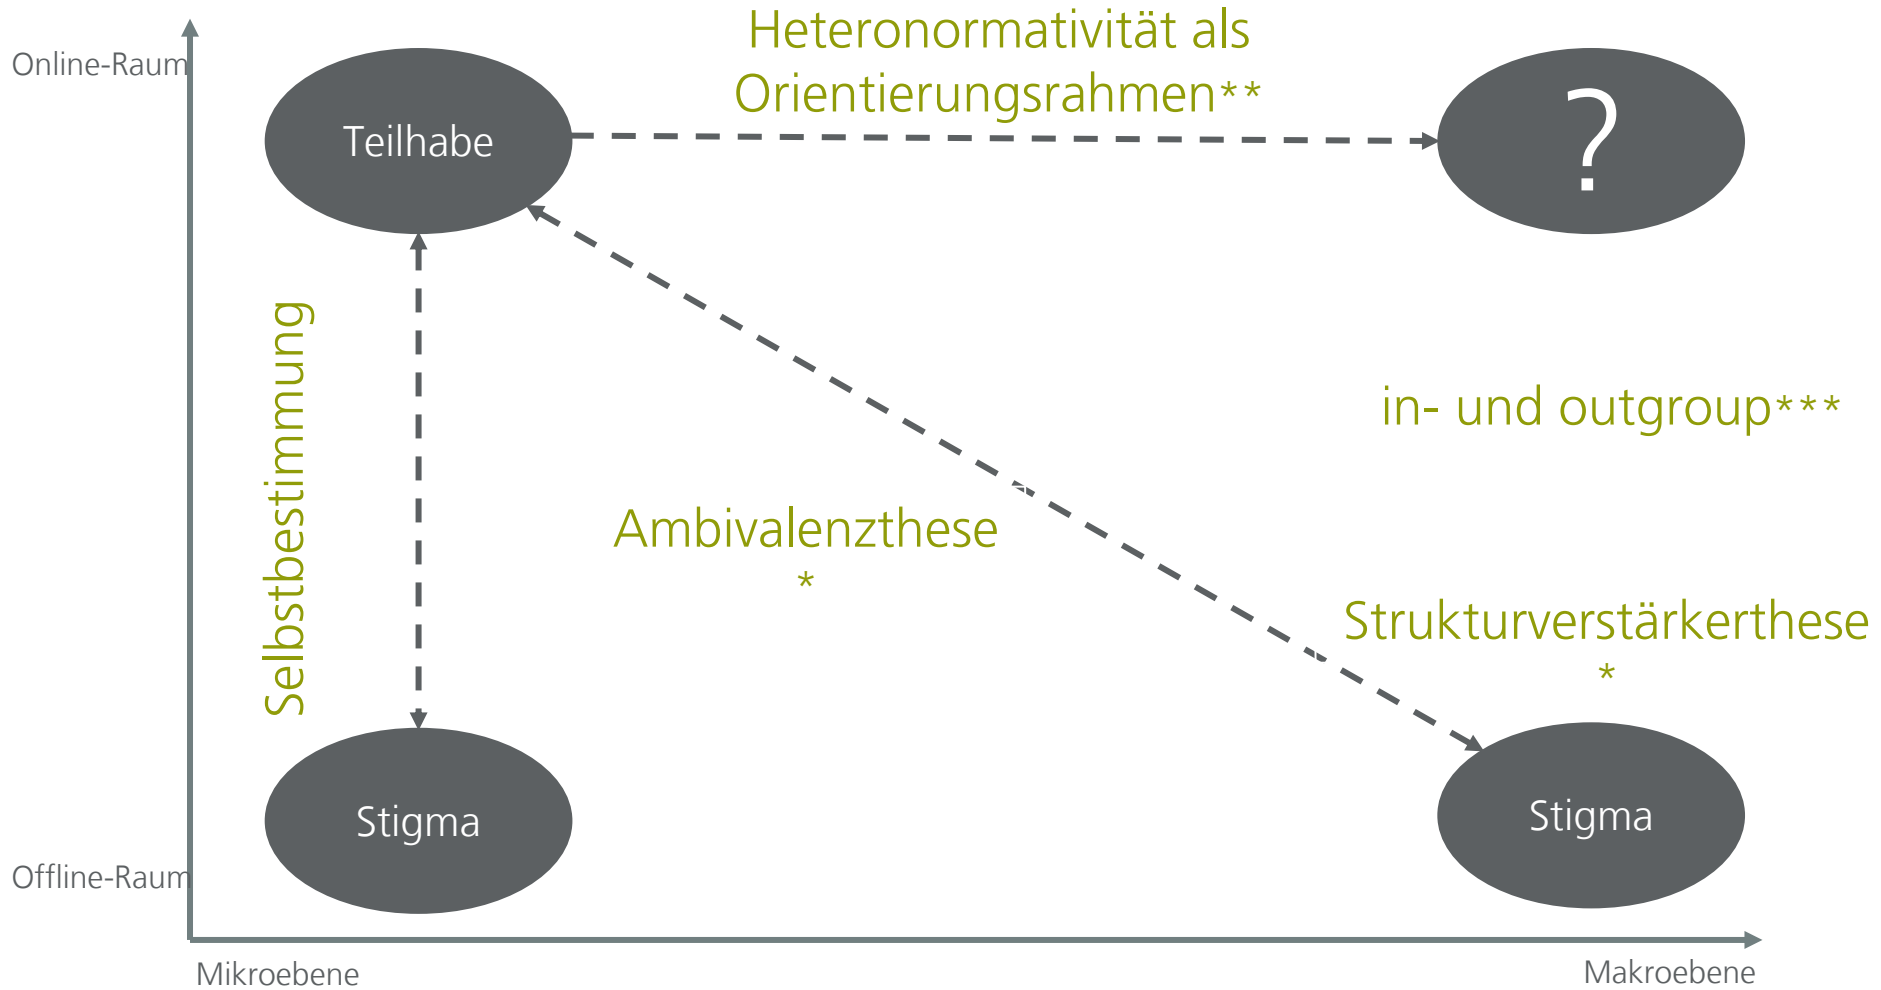 Heteronormativität als
Orientierungsrahmen**
Online-Raum
Teilhabe
?
Selbstbestimmung
in- und outgroup***
Ambivalenzthese
*
Strukturverstärkerthese
*
Stigma
Stigma
Offline-Raum
Mikroebene
Makroebene